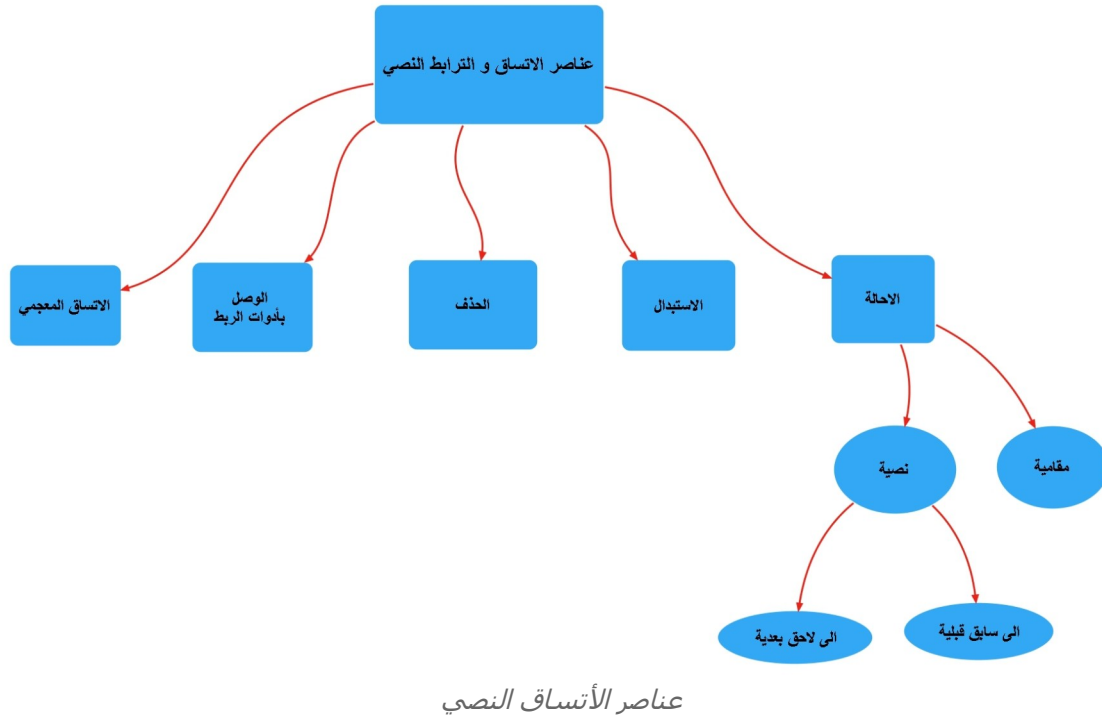 عناصر الاتساق و الترابط النصي
الاحالة
الاستبدال
الحذف
الوصل
بأدوات الربط
الاتساق المعجمي
مقامية
نصية
الى سابق قبلية
الى لاحق بعدية
عناصر الأتساق النصي